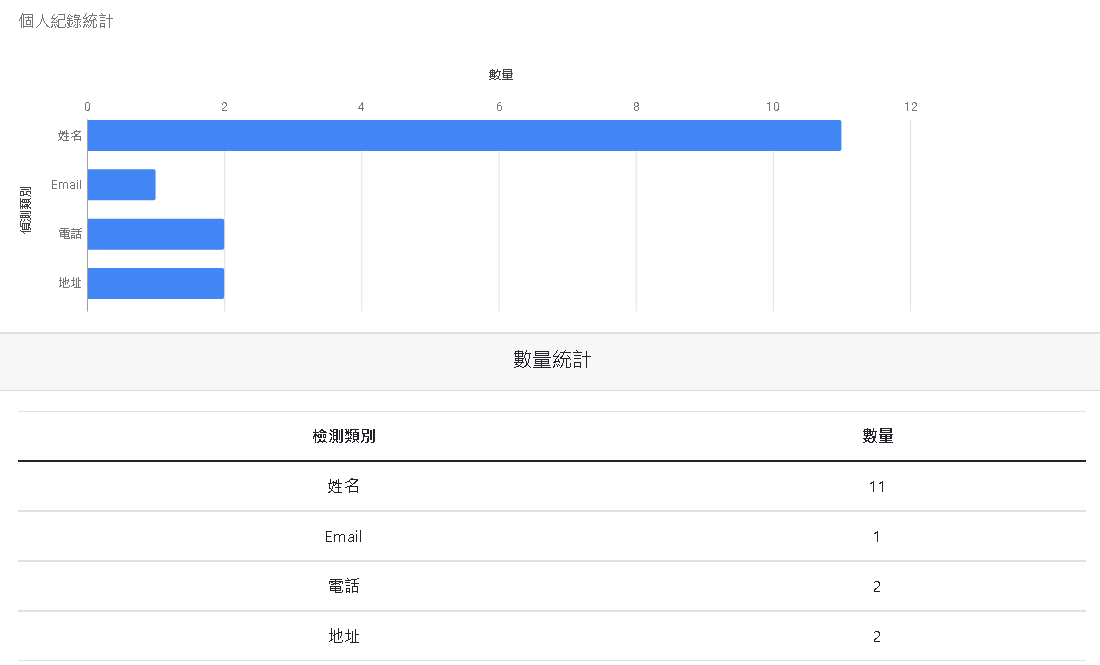 個人紀錄統計
數量
0 2 4 6 8 10 12
姓名
Email
電話
地址
偵測類別
數量統計
檢測類別 數量
姓名 11
Email 1
電話 2
地址 2